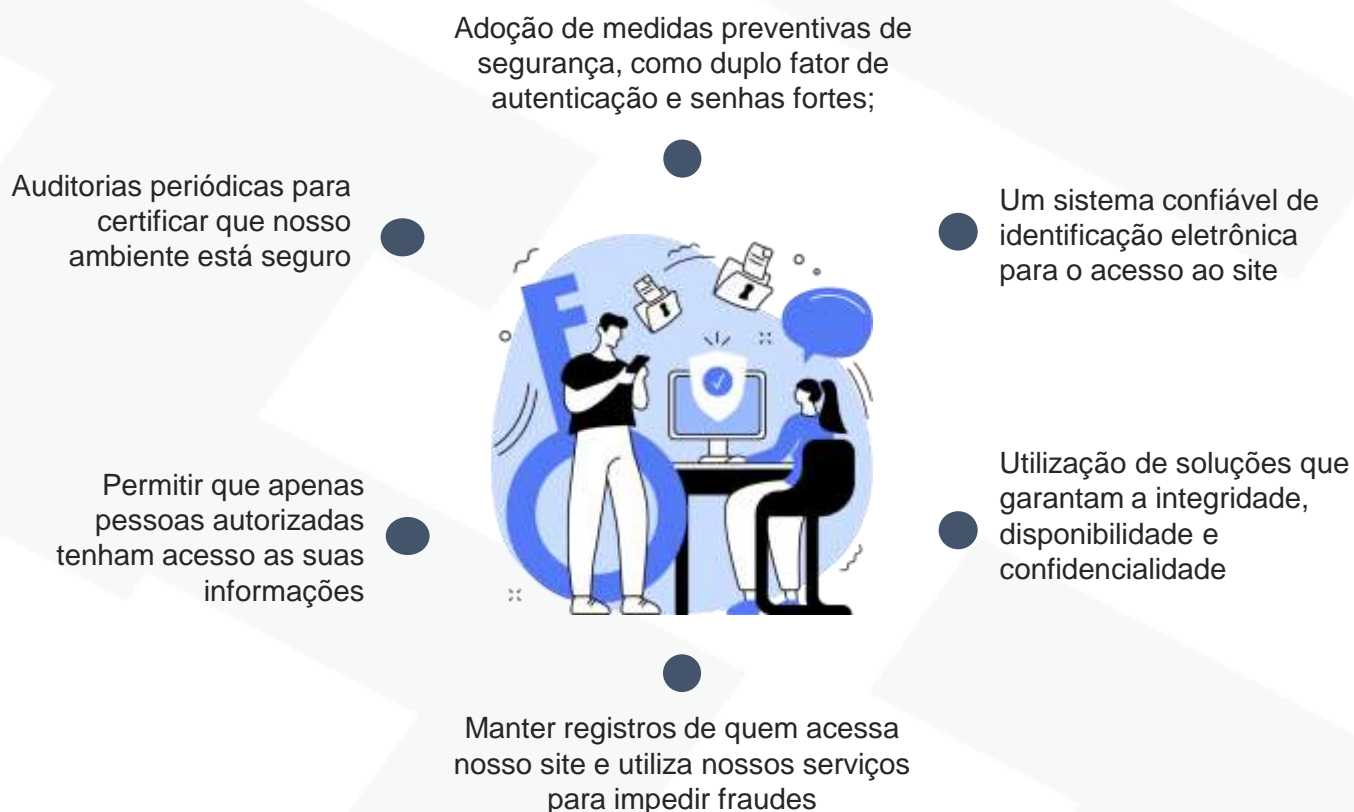 Adoção de medidas preventivas de
segurança, como duplo fator de
autenticação e senhas fortes;
Auditorias periódicas para
certificar que nosso
ambiente está seguro
Um sistema confiável de
identificação eletrônica
para o acesso ao site
Permitir que apenas
pessoas autorizadas
tenham acesso as suas
informações
Utilização de soluções que
garantam a integridade,
disponibilidade e
confidencialidade
Manter registros de quem acessa
nosso site e utiliza nossos serviços
para impedir fraudes